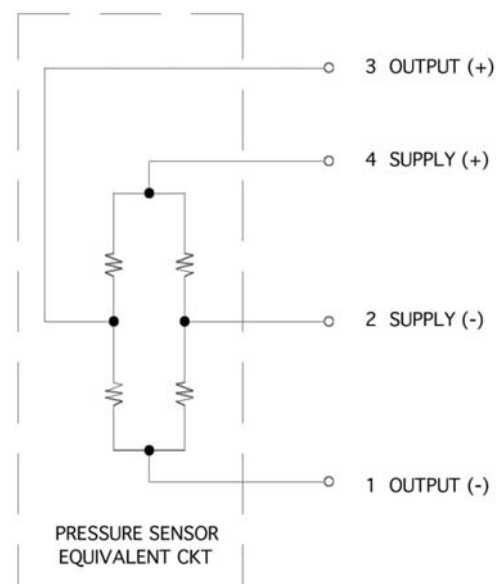 3 OUTPUT (+)
4 SUPPLY (+)
2 SUPPLY (-)
1 OUTPUT (-)
PRESSURE SENSOR
EQUIVALENT CKT